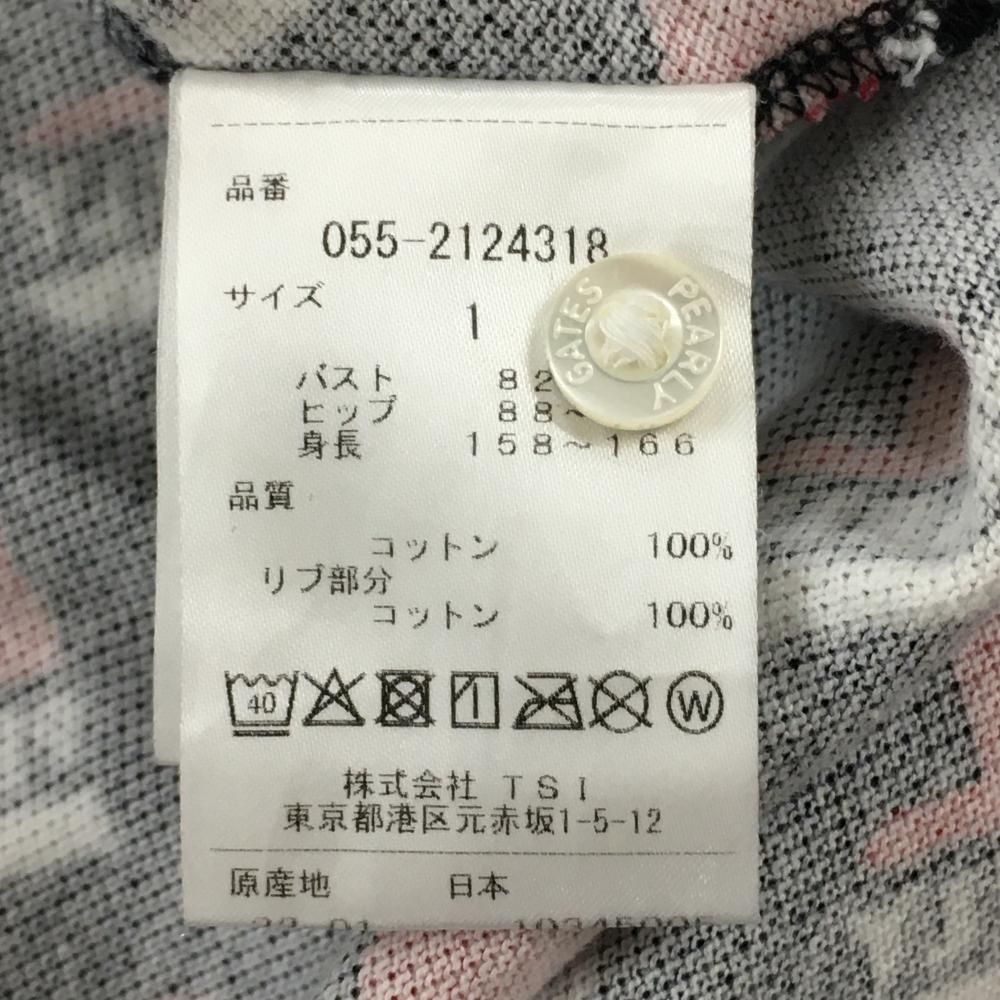 品番
055-2124318
サイズ
1
バスト 82
ヒップ 88~
身長 158~166
品質
コットン 100%
リブ部分
コットン 100%
40
W
株式会社 TSI
東京都港区元赤坂1-5-12
原産地 日本
PEARLY GATES